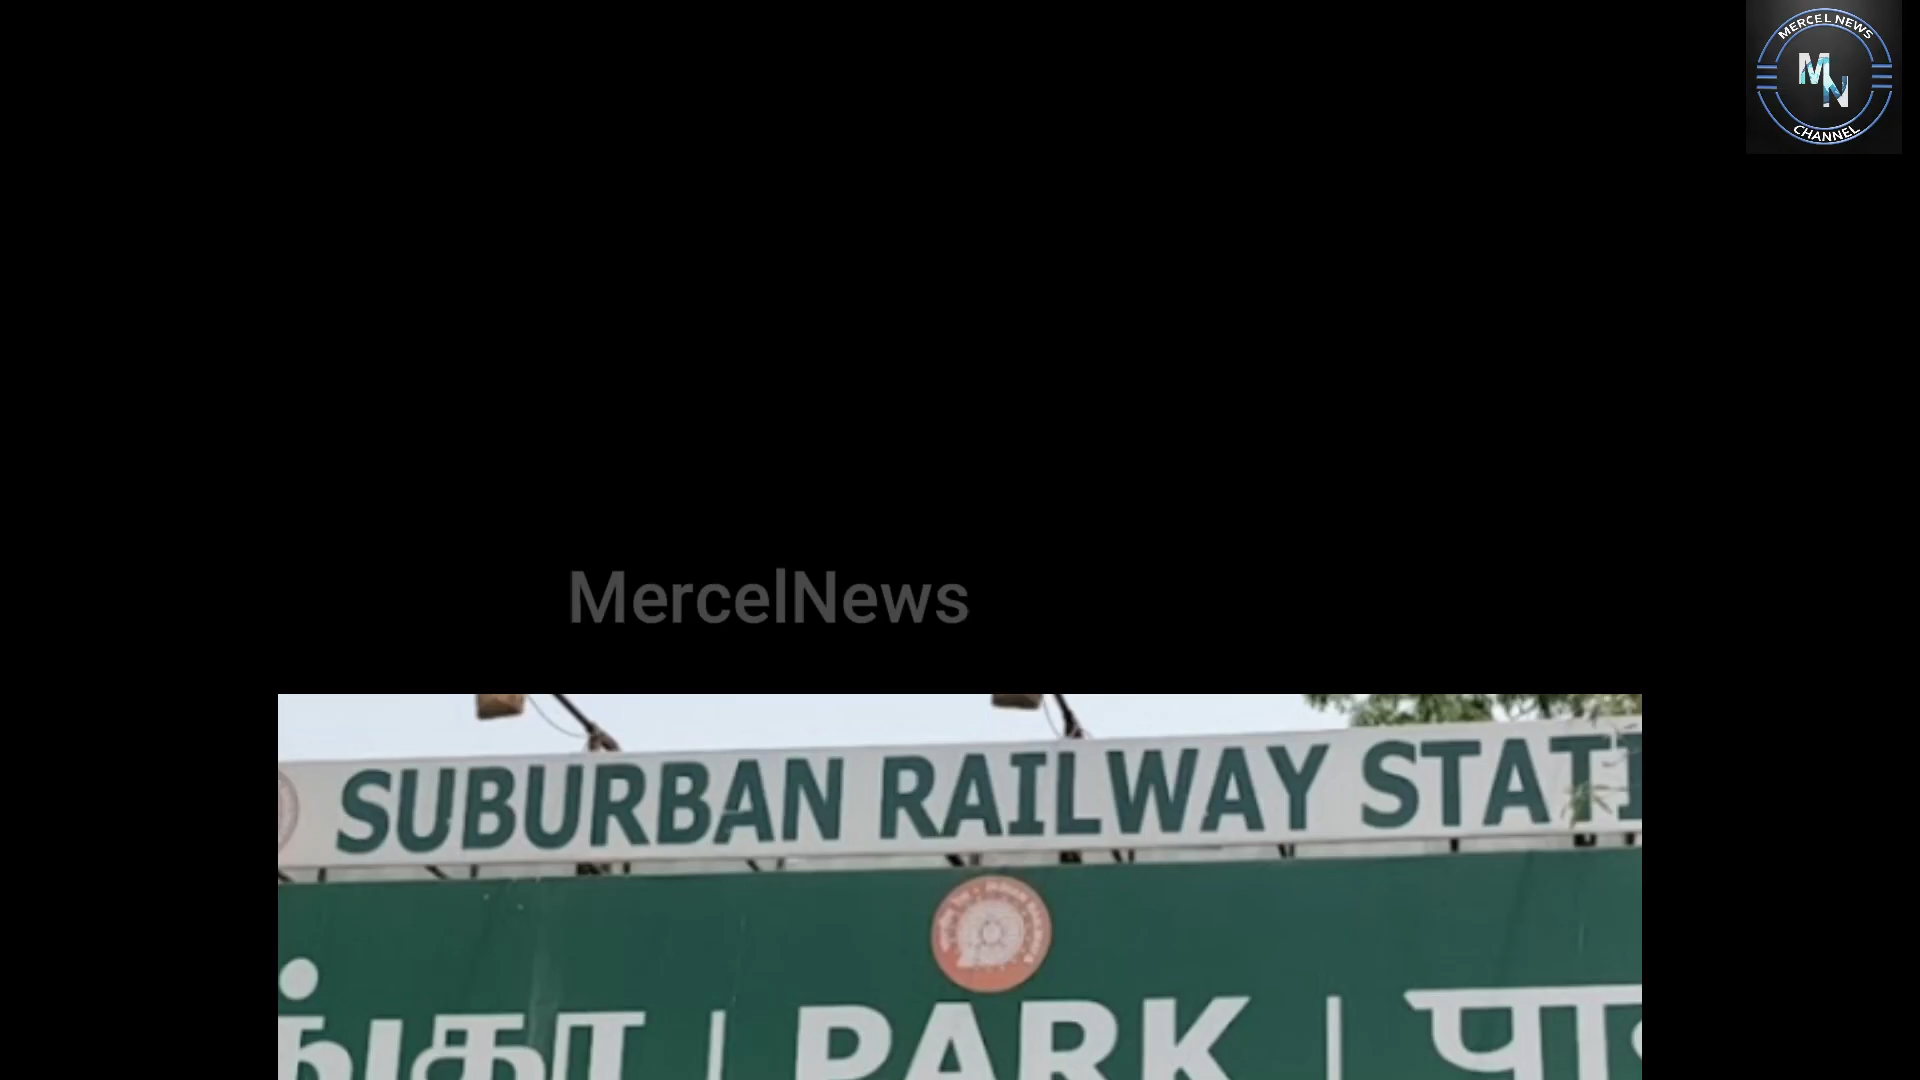 MERCEL NEWS
MN
CHANNEL
MercelNews
SUBURBAN RAILWAY STATI
ங்கா | PARK | पा